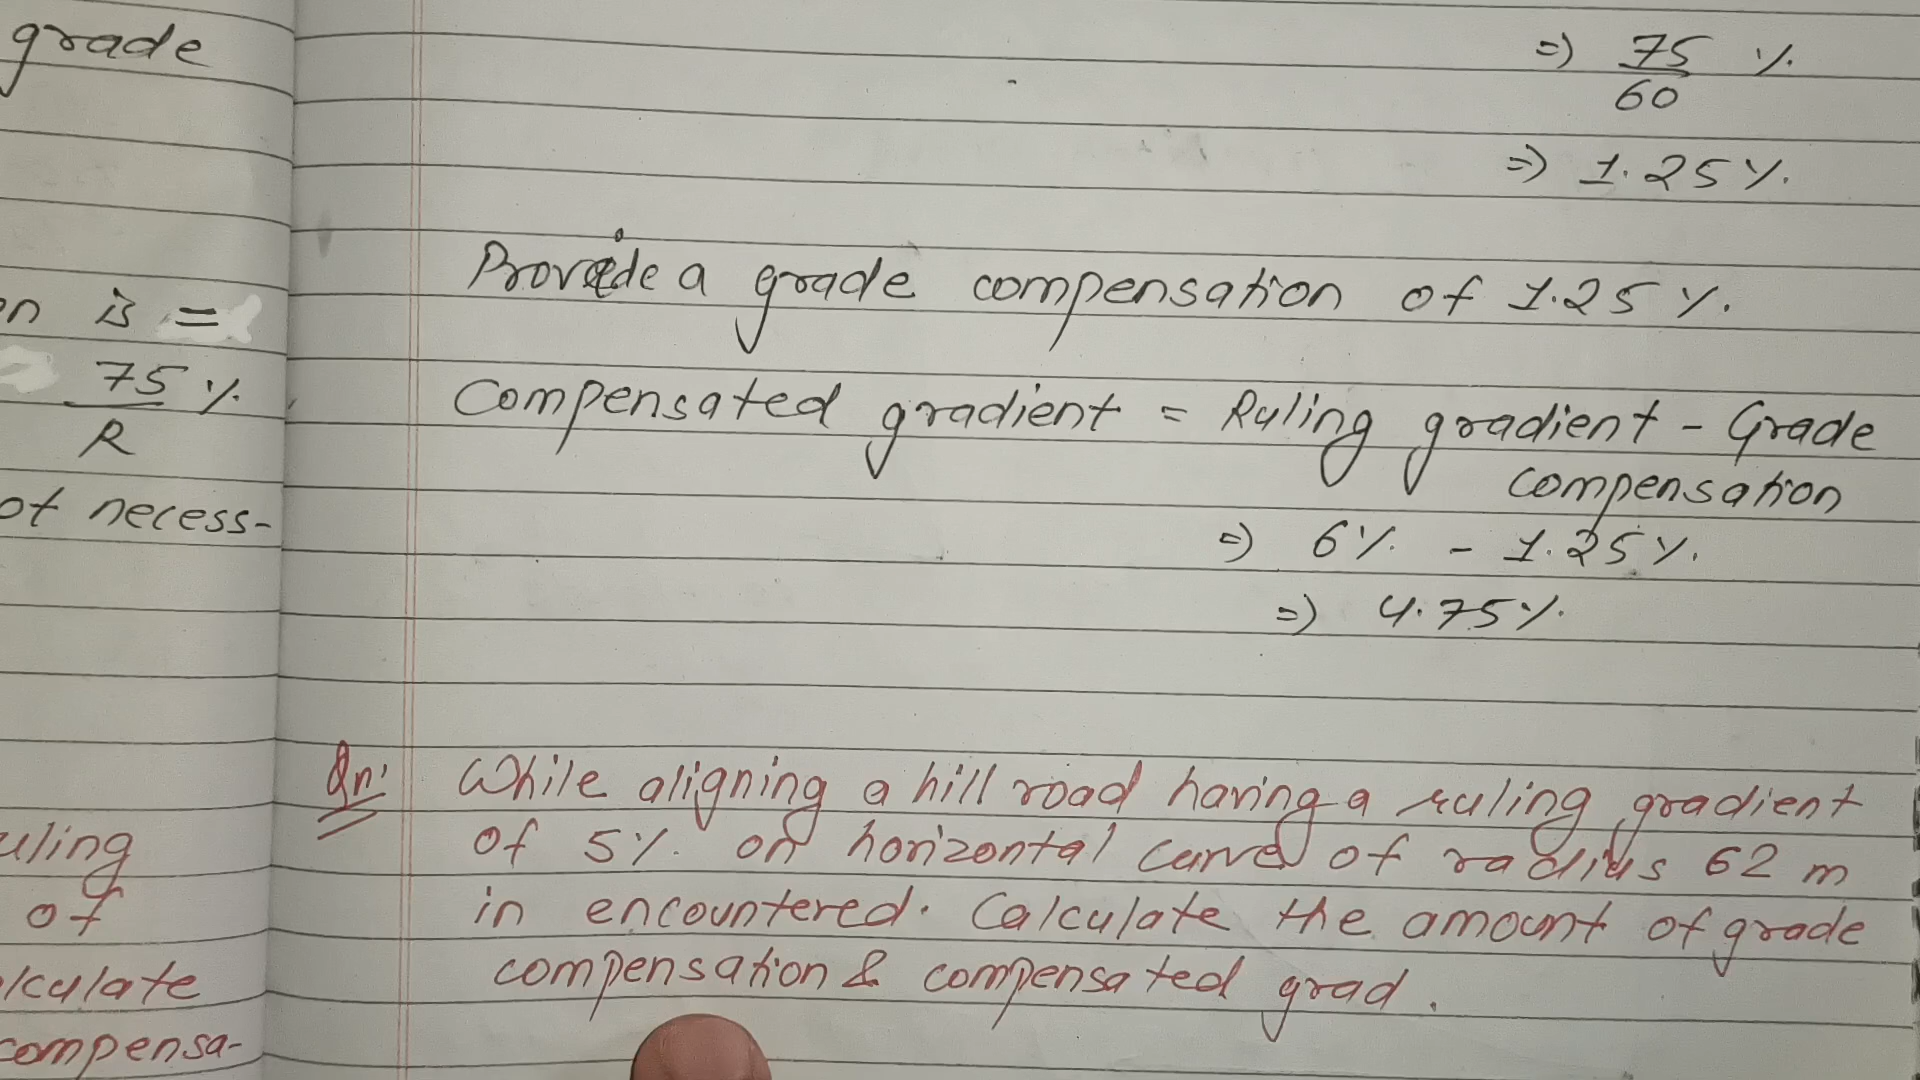 grade
n is =
75 %
R
ot necess-
uling
of
lculate
compensa-
=) 75 %
60
=) 1.25 %.
Provide a grade compensation of 1.25 %.
Compensated gradient = Ruling gradient - Grade
compensation
=) 6 % - 1.25 %.
=) 4.75 %.
Qn: While aligning a hill road having a ruling gradient
of 5 %. on horizontal curve of radius 62 m
in encountered. Calculate the amount of grade
compensation & compensated grad.